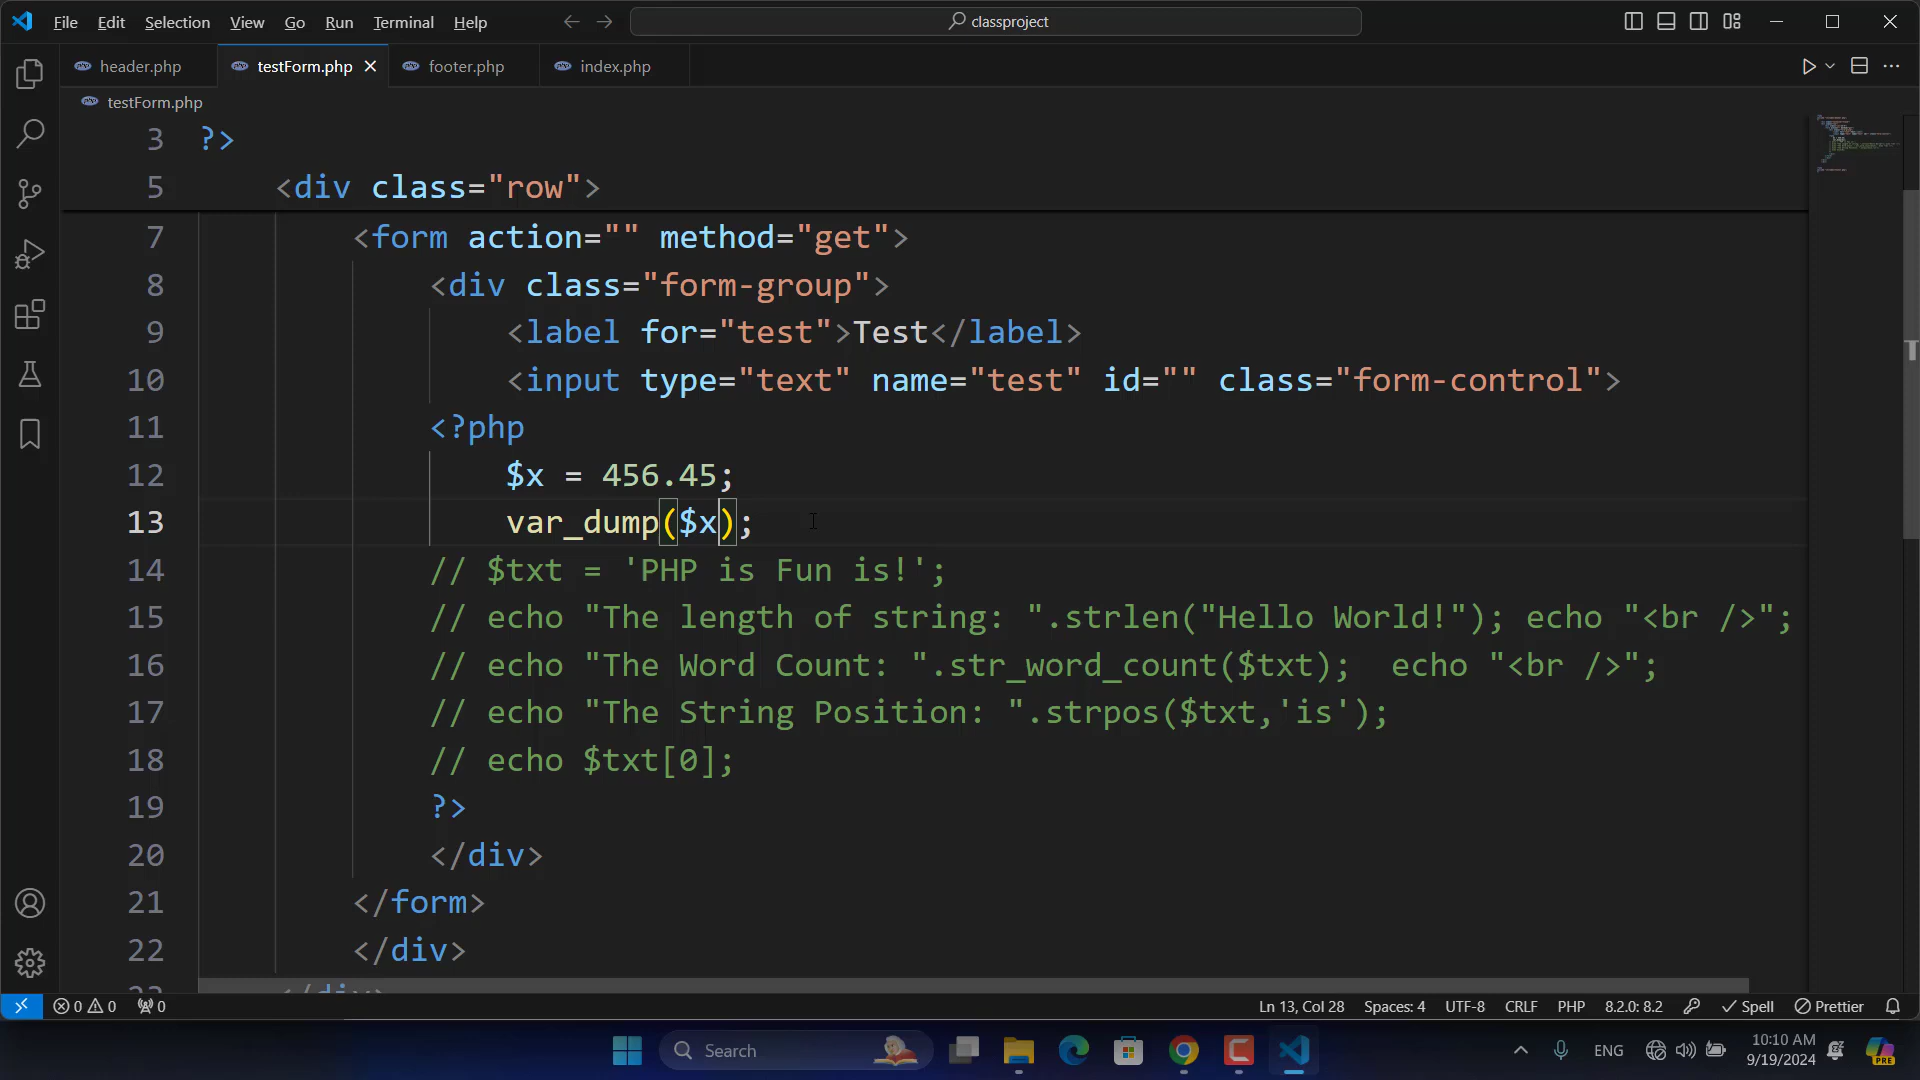 File Edit Selection View Go Run Terminal Help classproject
header.php testForm.php footer.php index.php
testForm.php
3 ?>
5 <div class="row">
7 <form action="" method="get">
8 <div class="form-group">
9 <label for="test">Test</label>
10 <input type="text" name="test" id="" class="form-control">
11 <?php
12 $x = 456.45;
13 var_dump($x);
14 // $txt = 'PHP is Fun is!';
15 // echo "The length of string: ".strlen("Hello World!"); echo "<br />";
16 // echo "The Word Count: ".str_word_count($txt);  echo "<br />";
17 // echo "The String Position: ".strpos($txt,'is');
18 // echo $txt[0];
19 ?>
20 </div>
21 </form>
22 </div>
23 </div>
0 0 0 Ln 13, Col 28 Spaces: 4 UTF-8 CRLF PHP 8.2.0: 8.2 Spell Prettier
Search ENG 10:10 AM
9/19/2024
PRE